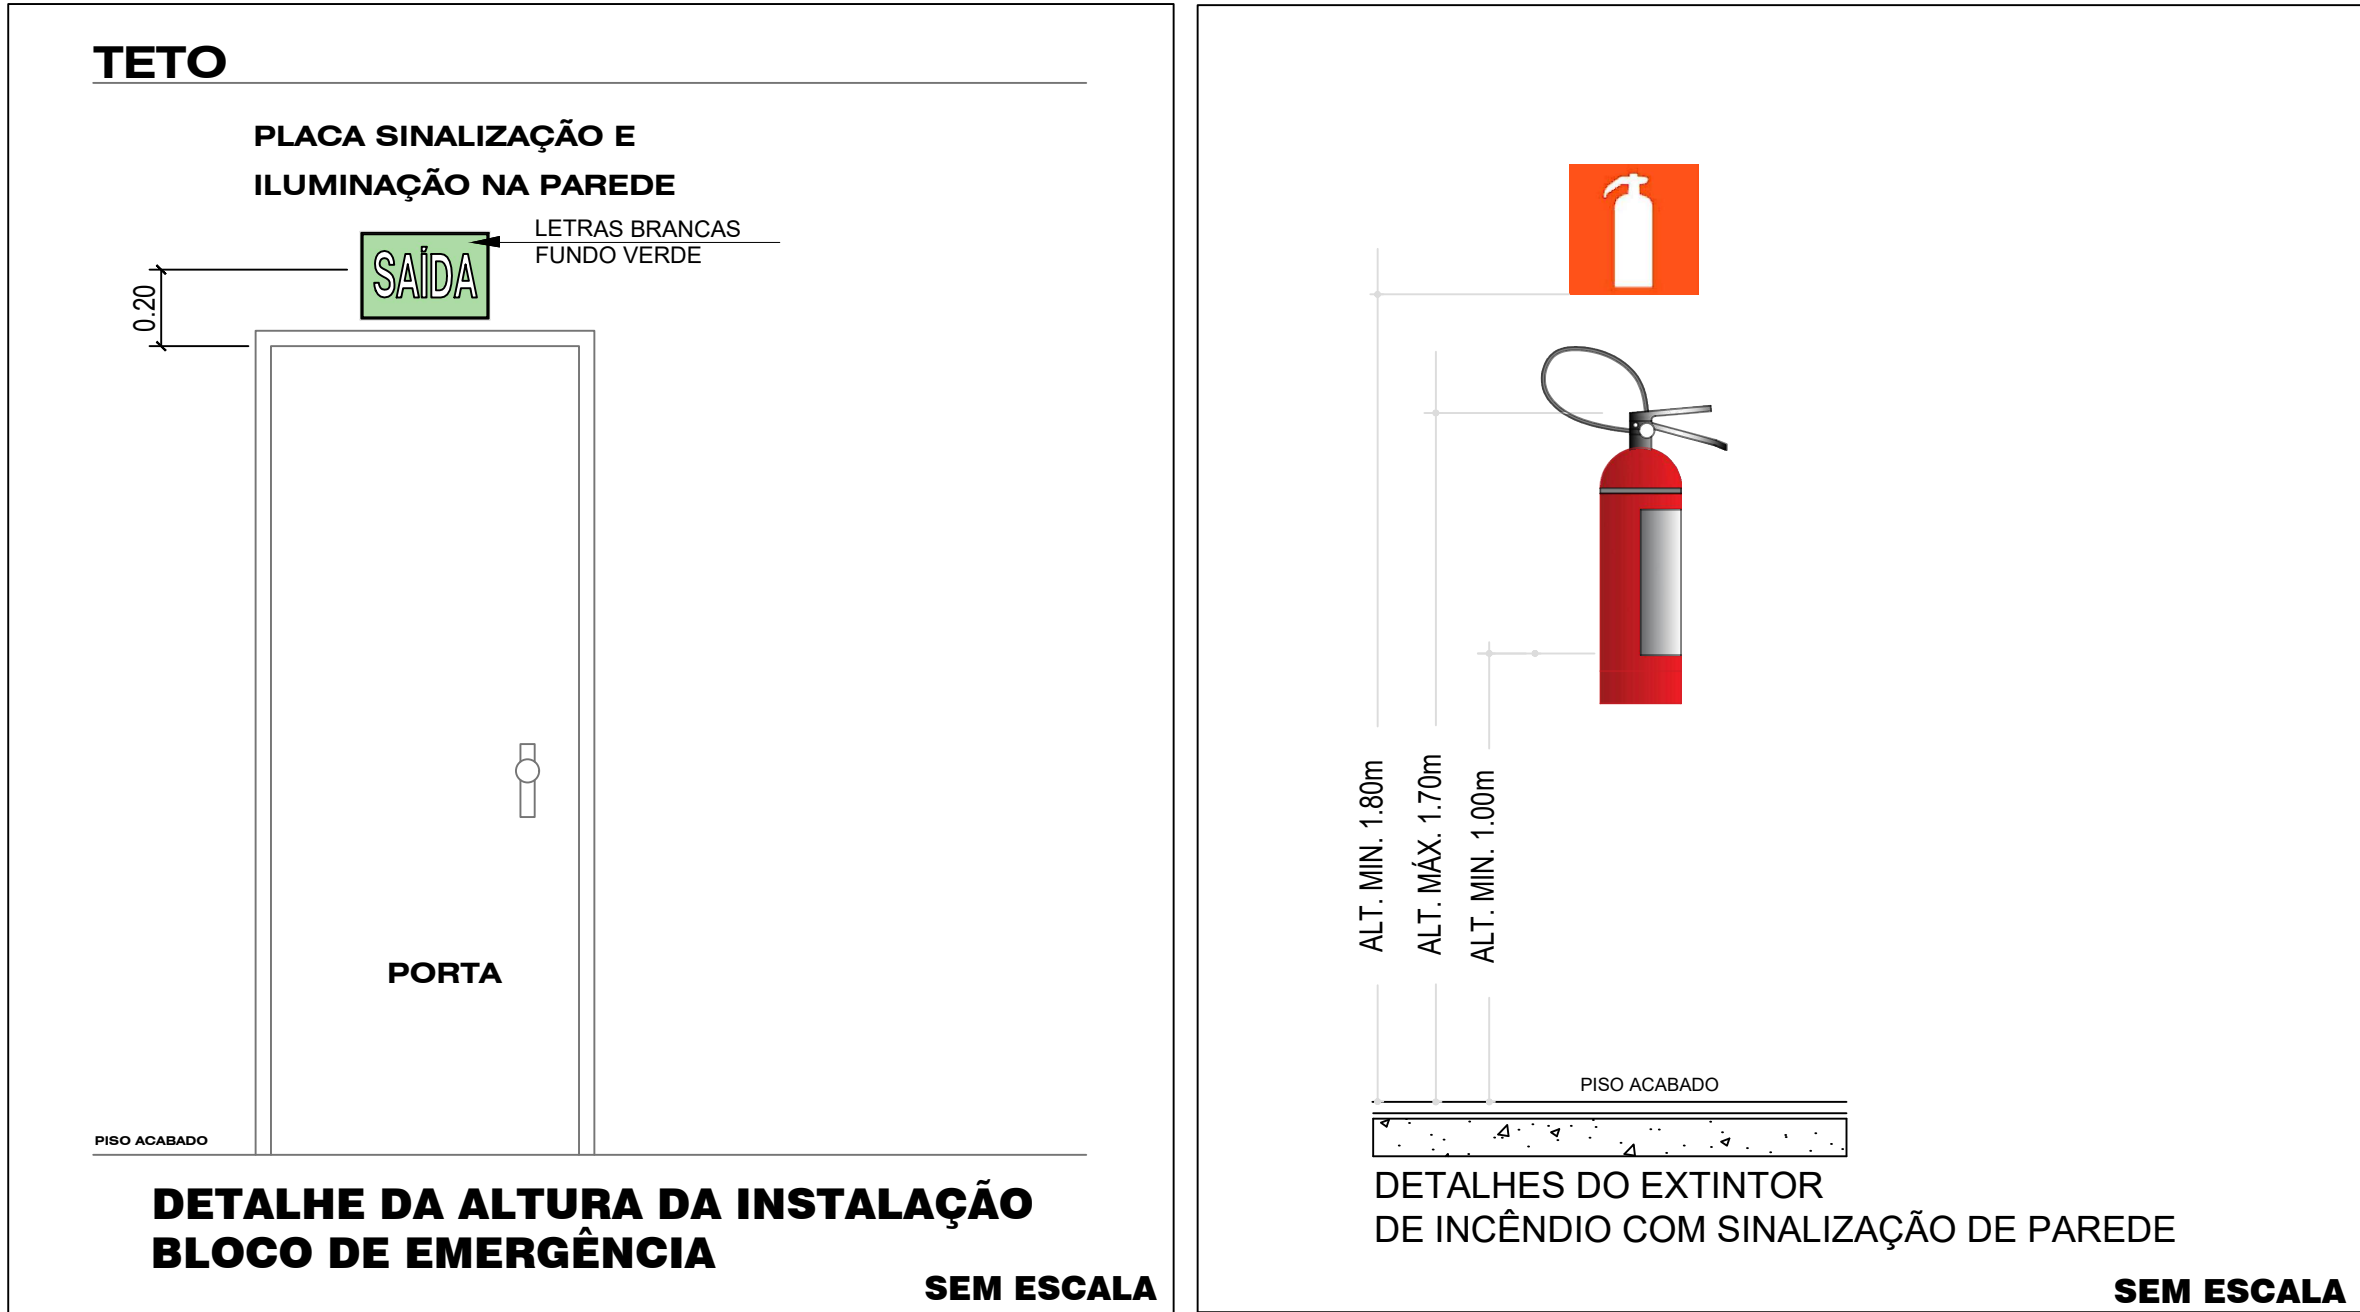 TETO
PLACA SINALIZAÇÃO E
ILUMINAÇÃO NA PAREDE
LETRAS BRANCAS
FUNDO VERDE
SAÍDA
0.20
PORTA
PISO ACABADO
DETALHE DA ALTURA DA INSTALAÇÃO
BLOCO DE EMERGÊNCIA
SEM ESCALA
ALT. MIN. 1.80m
ALT. MÁX. 1.70m
ALT. MIN. 1.00m
PISO ACABADO
DETALHES DO EXTINTOR
DE INCÊNDIO COM SINALIZAÇÃO DE PAREDE
SEM ESCALA